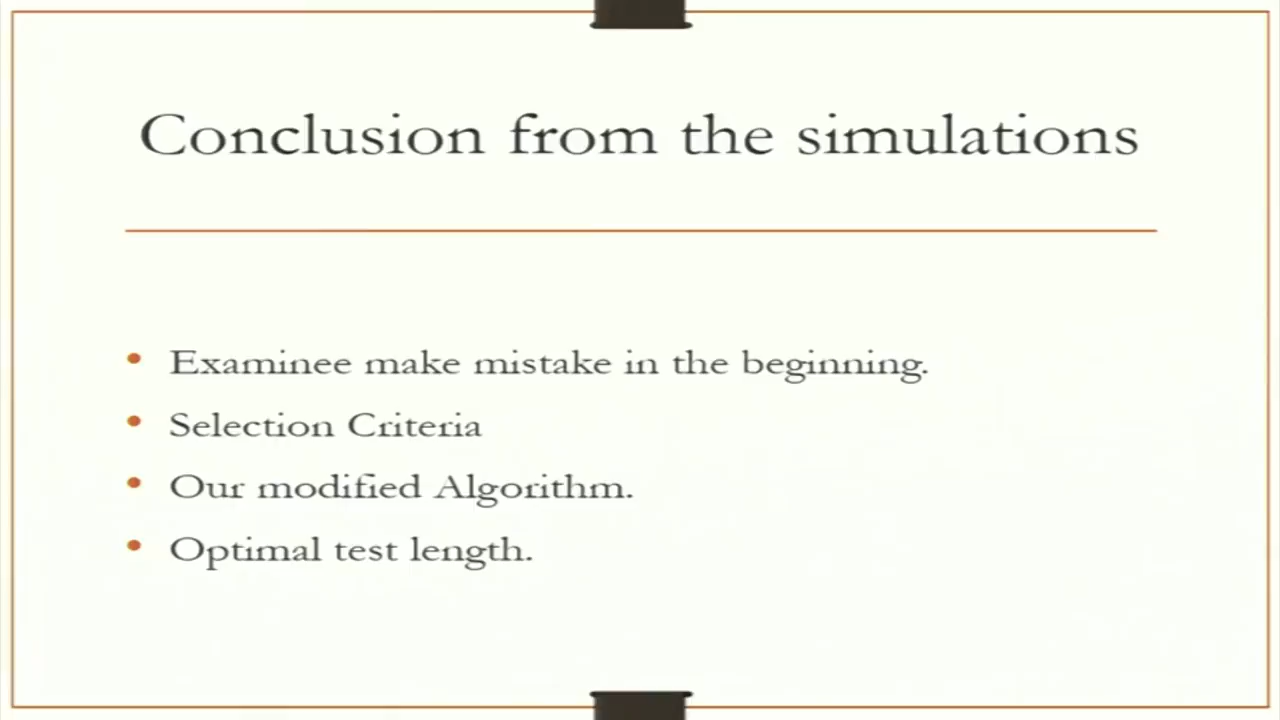 Conclusion from the simulations
• Examinee make mistake in the beginning.
• Selection Criteria
• Our modified Algorithm.
• Optimal test length.